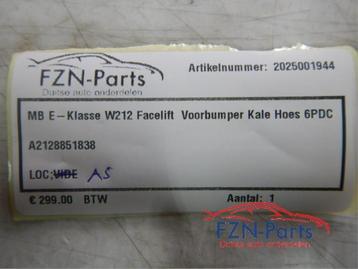 FZN-Parts
Duitse auto onderdelen
Artikelnummer: 2025001944
MB E-Klasse W212 Facelift Voorbumper Kale Hoes 6PDC
A2128851838
LOC;VIDE A5
€ 299.00 BTW
Aantal: 1
FZN-Parts
Duitse auto onderdelen